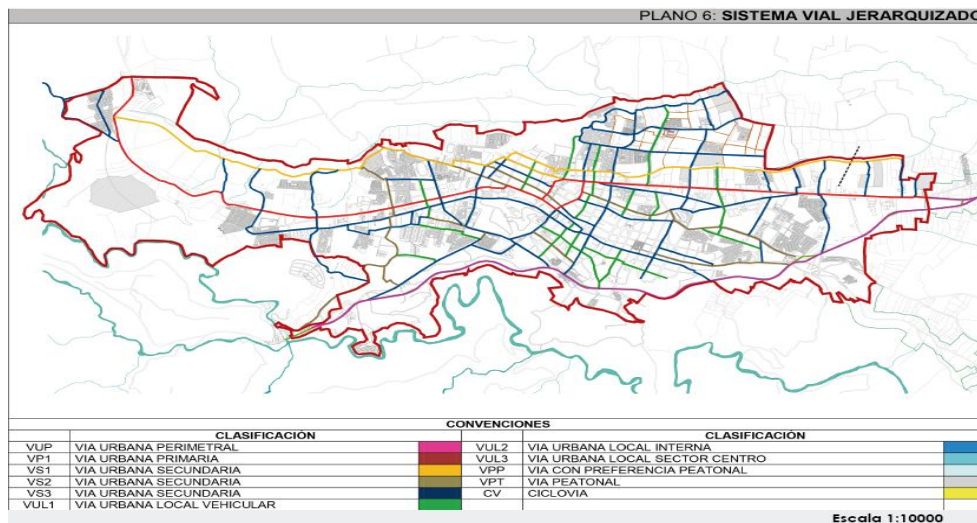 PLANO 6: SISTEMA VIAL JERARQUIZADO
CONVENCIONES
CLASIFICACIÓN CLASIFICACIÓN
VUP VIA URBANA PERIMETRAL VUL2 VIA URBANA LOCAL INTERNA
VP1 VIA URBANA PRIMARIA VUL3 VIA URBANA LOCAL SECTOR CENTRO
VS1 VIA URBANA SECUNDARIA VPP VIA CON PREFERENCIA PEATONAL
VS2 VIA URBANA SECUNDARIA VPT VIA PEATONAL
VS3 VIA URBANA SECUNDARIA CV CICLOVIA
VUL1 VIA URBANA LOCAL VEHICULAR
Escala 1:10000